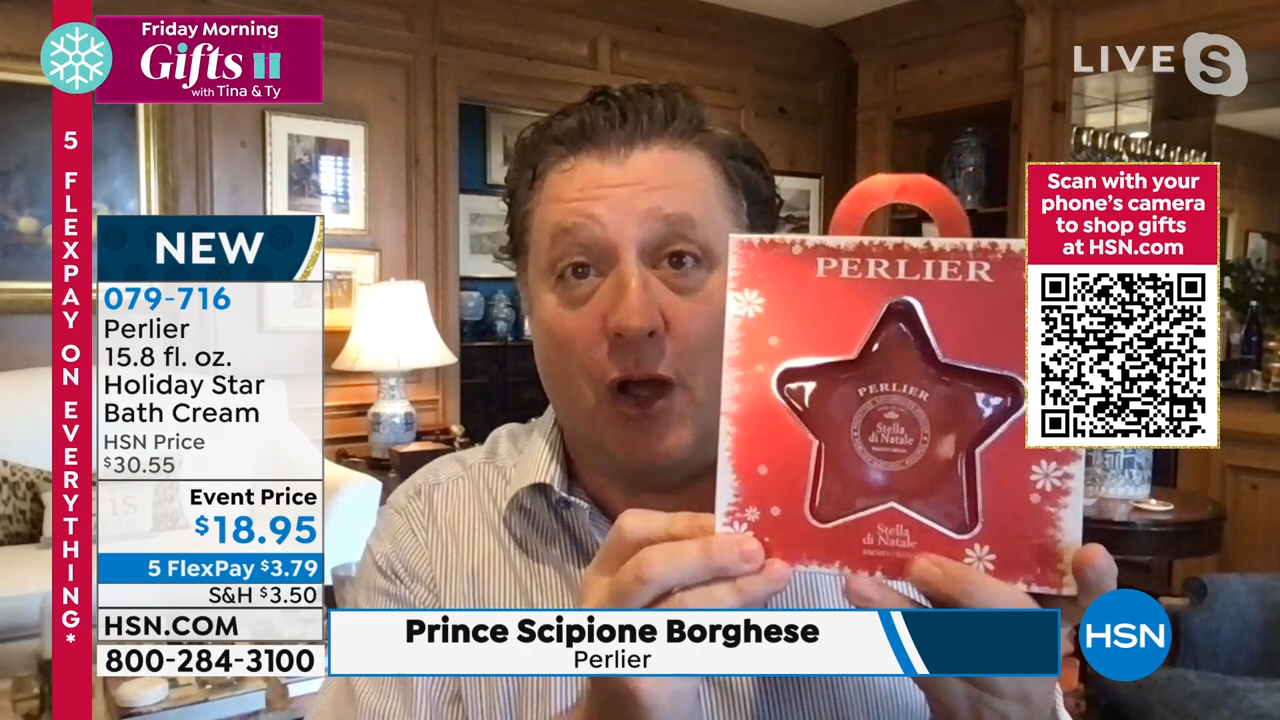 Friday Morning
Gifts
with Tina & Ty
5 FLEXPAY ON EVERYTHING*
NEW
079-716
Perlier
15.8 fl. oz.
Holiday Star
Bath Cream
HSN Price
$30.55
Event Price
$18.95
5 FlexPay $3.79
S&H $3.50
HSN.COM
800-284-3100
LIVE S
Scan with your
phone's camera
to shop gifts
at HSN.com
PERLIER
PERLIER
Stella
di Natale
Stella
di Natale
Prince Scipione Borghese
Perlier
HSN